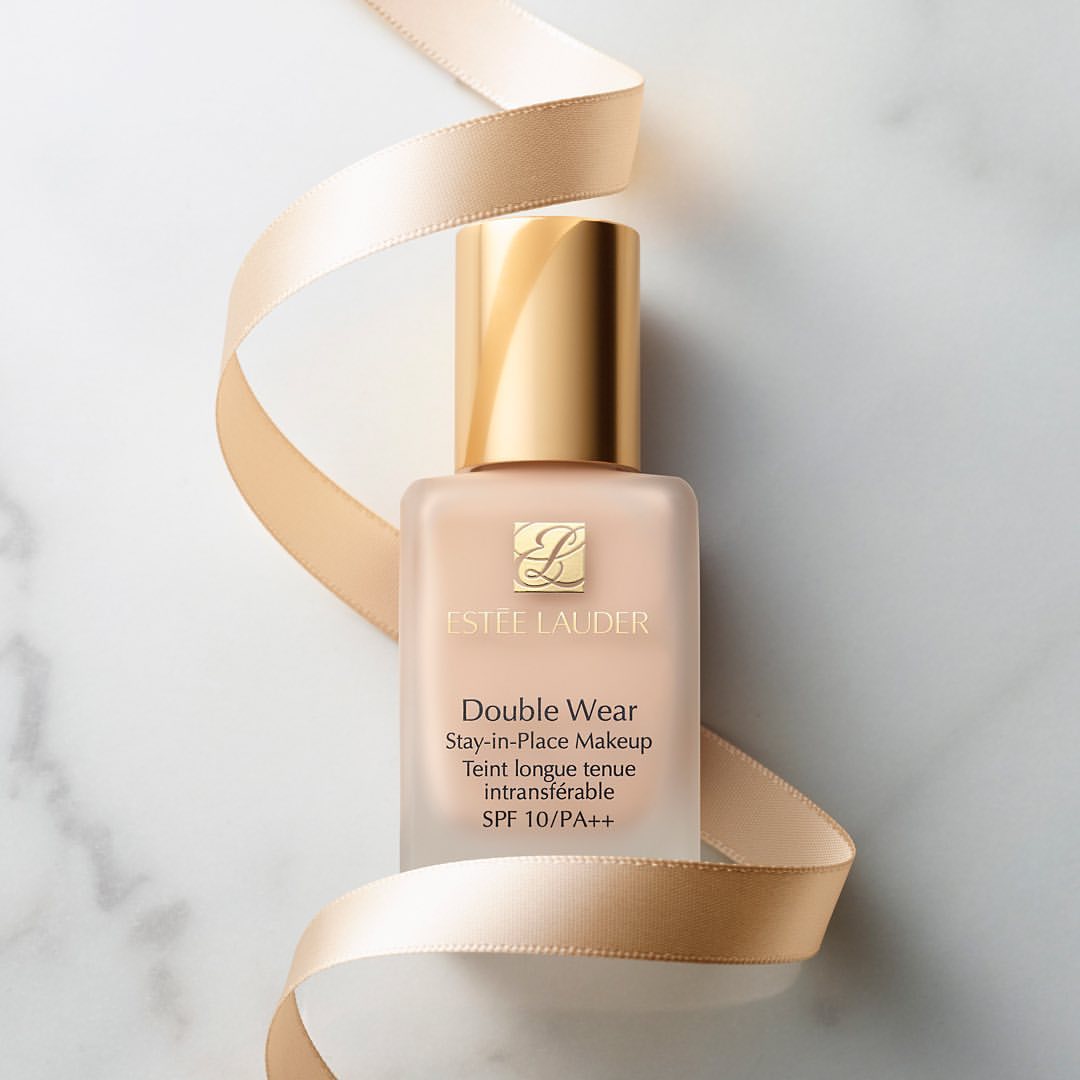 EL
ESTĒE LAUDER
Double Wear
Stay-in-Place Makeup
Teint longue tenue
intransférable
SPF 10/PA++